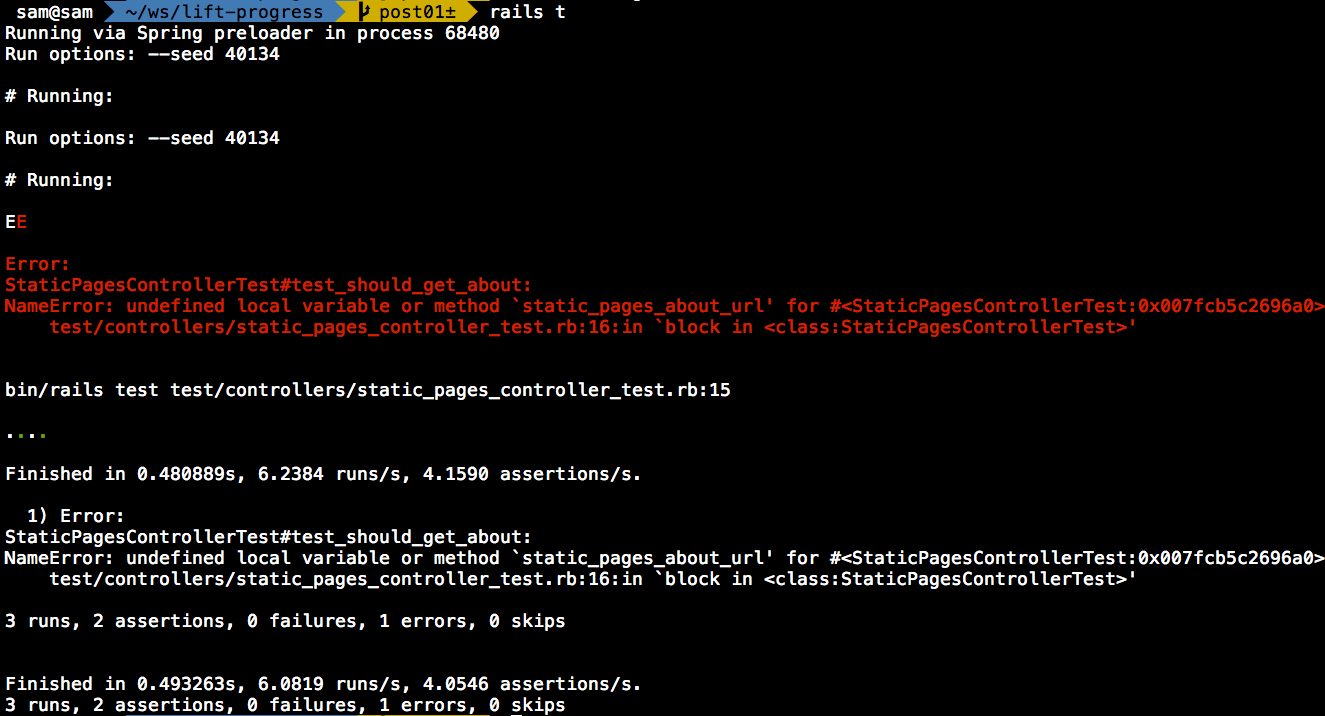 sam@sam ~/ws/lift-progress post01± rails t
Running via Spring preloader in process 68480
Run options: --seed 40134
# Running:
Run options: --seed 40134
# Running:
EE
Error:
StaticPagesControllerTest#test_should_get_about:
NameError: undefined local variable or method `static_pages_about_url' for #<StaticPagesControllerTest:0x007fcb5c2696a0>
test/controllers/static_pages_controller_test.rb:16:in `block in <class:StaticPagesControllerTest>'
bin/rails test test/controllers/static_pages_controller_test.rb:15
....
Finished in 0.480889s, 6.2384 runs/s, 4.1590 assertions/s.
1) Error:
StaticPagesControllerTest#test_should_get_about:
NameError: undefined local variable or method `static_pages_about_url' for #<StaticPagesControllerTest:0x007fcb5c2696a0>
test/controllers/static_pages_controller_test.rb:16:in `block in <class:StaticPagesControllerTest>'
3 runs, 2 assertions, 0 failures, 1 errors, 0 skips
Finished in 0.493263s, 6.0819 runs/s, 4.0546 assertions/s.
3 runs, 2 assertions, 0 failures, 1 errors, 0 skips